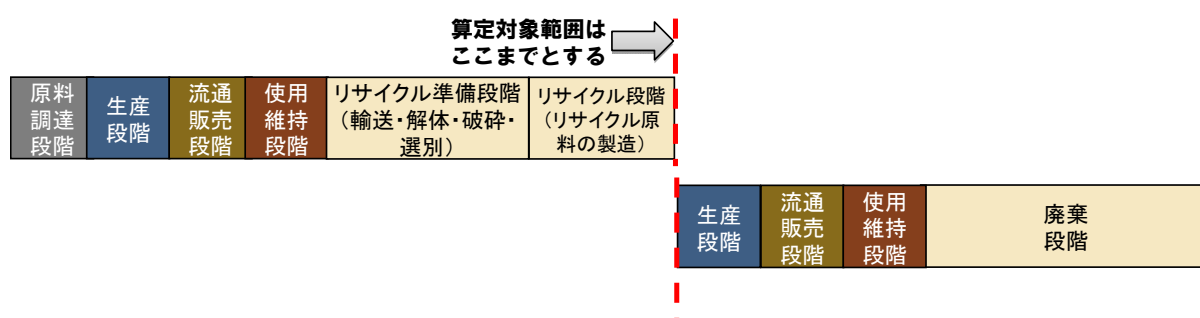 算定対象範囲は
ここまでとする
原料
調達
段階
生産
段階
流通
販売
段階
使用
維持
段階
リサイクル準備段階
（輸送・解体・破砕・
選別）
リサイクル段階
（リサイクル原
料の製造）
生産
段階
流通
販売
段階
使用
維持
段階
廃棄
段階